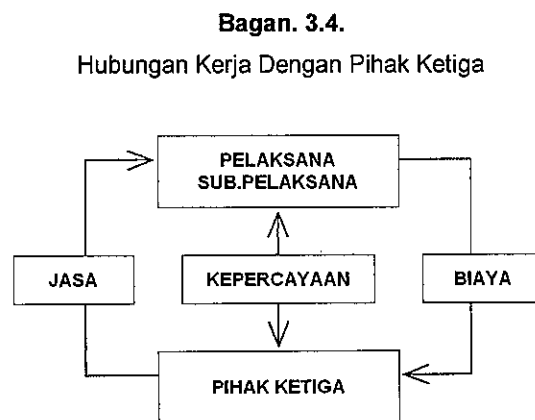 Bagan. 3.4.
Hubungan Kerja Dengan Pihak Ketiga
PELAKSANA
SUB.PELAKSANA
JASA
KEPERCAYAAN
BIAYA
PIHAK KETIGA